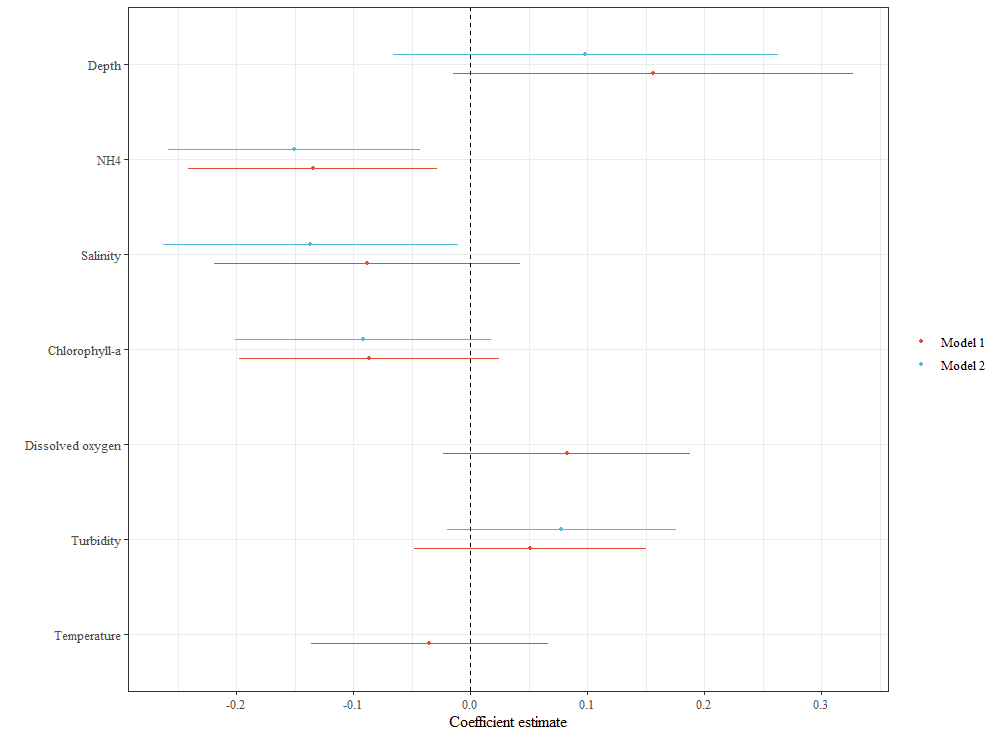 Depth
NH4
Salinity
Chlorophyll-a
Dissolved oxygen
Turbidity
Temperature
-0.2 -0.1 0.0 0.1 0.2 0.3
Coefficient estimate
Model 1
Model 2